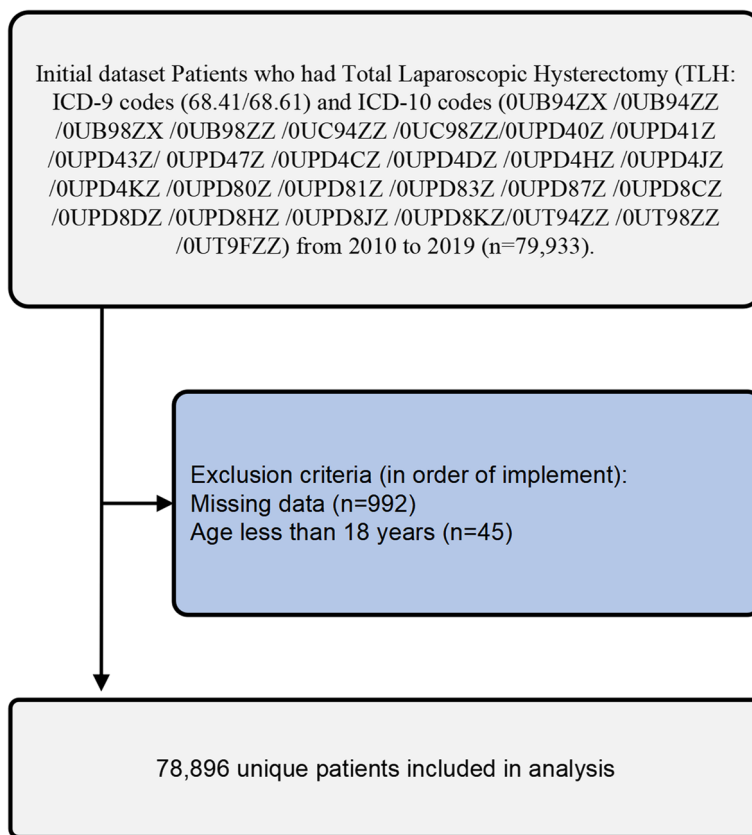 Initial dataset Patients who had Total Laparoscopic Hysterectomy (TLH:
ICD-9 codes (68.41/68.61) and ICD-10 codes (0UB94ZX /0UB94ZZ
/0UB98ZX /0UB98ZZ /0UC94ZZ /0UC98ZZ/0UPD40Z /0UPD41Z
/0UPD43Z/ 0UPD47Z /0UPD4CZ /0UPD4DZ /0UPD4HZ /0UPD4JZ
/0UPD4KZ /0UPD80Z /0UPD81Z /0UPD83Z /0UPD87Z /0UPD8CZ
/0UPD8DZ /0UPD8HZ /0UPD8JZ /0UPD8KZ/0UT94ZZ /0UT98ZZ
/0UT9FZZ) from 2010 to 2019 (n=79,933).
Exclusion criteria (in order of implement):
Missing data (n=992)
Age less than 18 years (n=45)
78,896 unique patients included in analysis